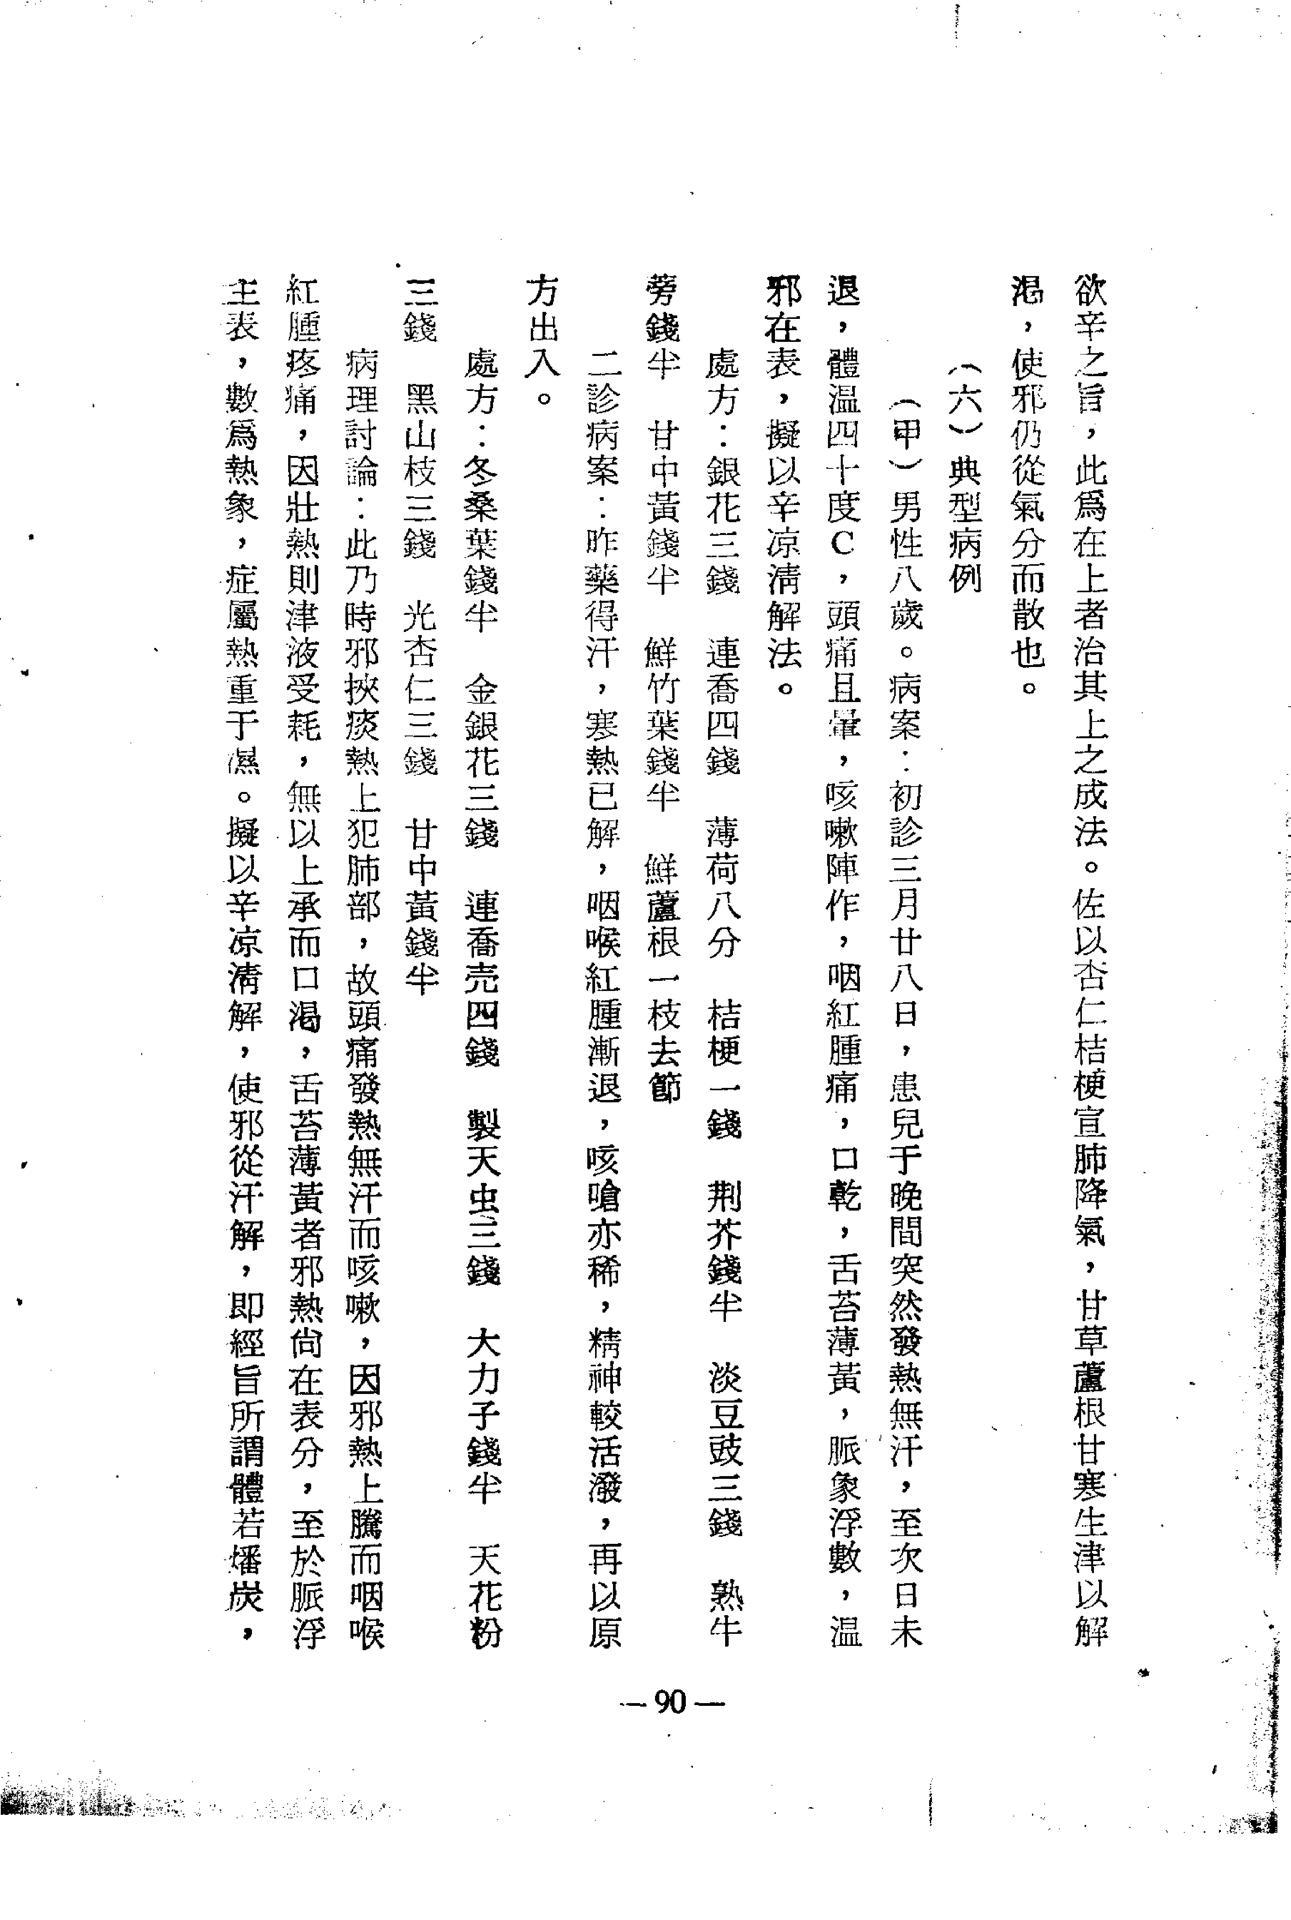 欲辛之旨，此爲在上者治其上之成法。佐以杏仁桔梗宣肺降氣，甘草蘆根甘寒生津以解
渴，使邪仍從氣分而散也。
（六）典型病例
（甲）男性八歲。病案：初診三月廿八日，患兒于晚間突然發熱無汗，至次日未
退，體温四十度C，頭痛且暈，咳嗽陣作，咽紅腫痛，口乾，舌苔薄黃，脈象浮數，温
邪在表，擬以辛凉淸解法。
處方：銀花三錢　連喬四錢　薄荷八分　桔梗一錢　荆芥錢半　淡豆豉三錢　熟牛
蒡錢半　甘中黃錢半　鮮竹葉錢半　鮮蘆根一枝去節
二診病案：昨藥得汗，寒熱已解，咽喉紅腫漸退，咳嗆亦稀，精神較活潑，再以原
方出入。
處方：冬桑葉錢半　金銀花三錢　連喬壳四錢　製天虫三錢　大力子錢半　天花粉
三錢　黑山枝三錢　光杏仁三錢　甘中黃錢半
病理討論：此乃時邪挾痰熱上犯肺部，故頭痛發熱無汗而咳嗽，因邪熱上騰而咽喉
紅腫疼痛，因壯熱則津液受耗，無以上承而口渴，舌苔薄黃者邪熱尙在表分，至於脈浮
主表，數爲熱象，症屬熱重于濕。擬以辛凉淸解，使邪從汗解，卽經旨所謂體若燔炭，
—90—